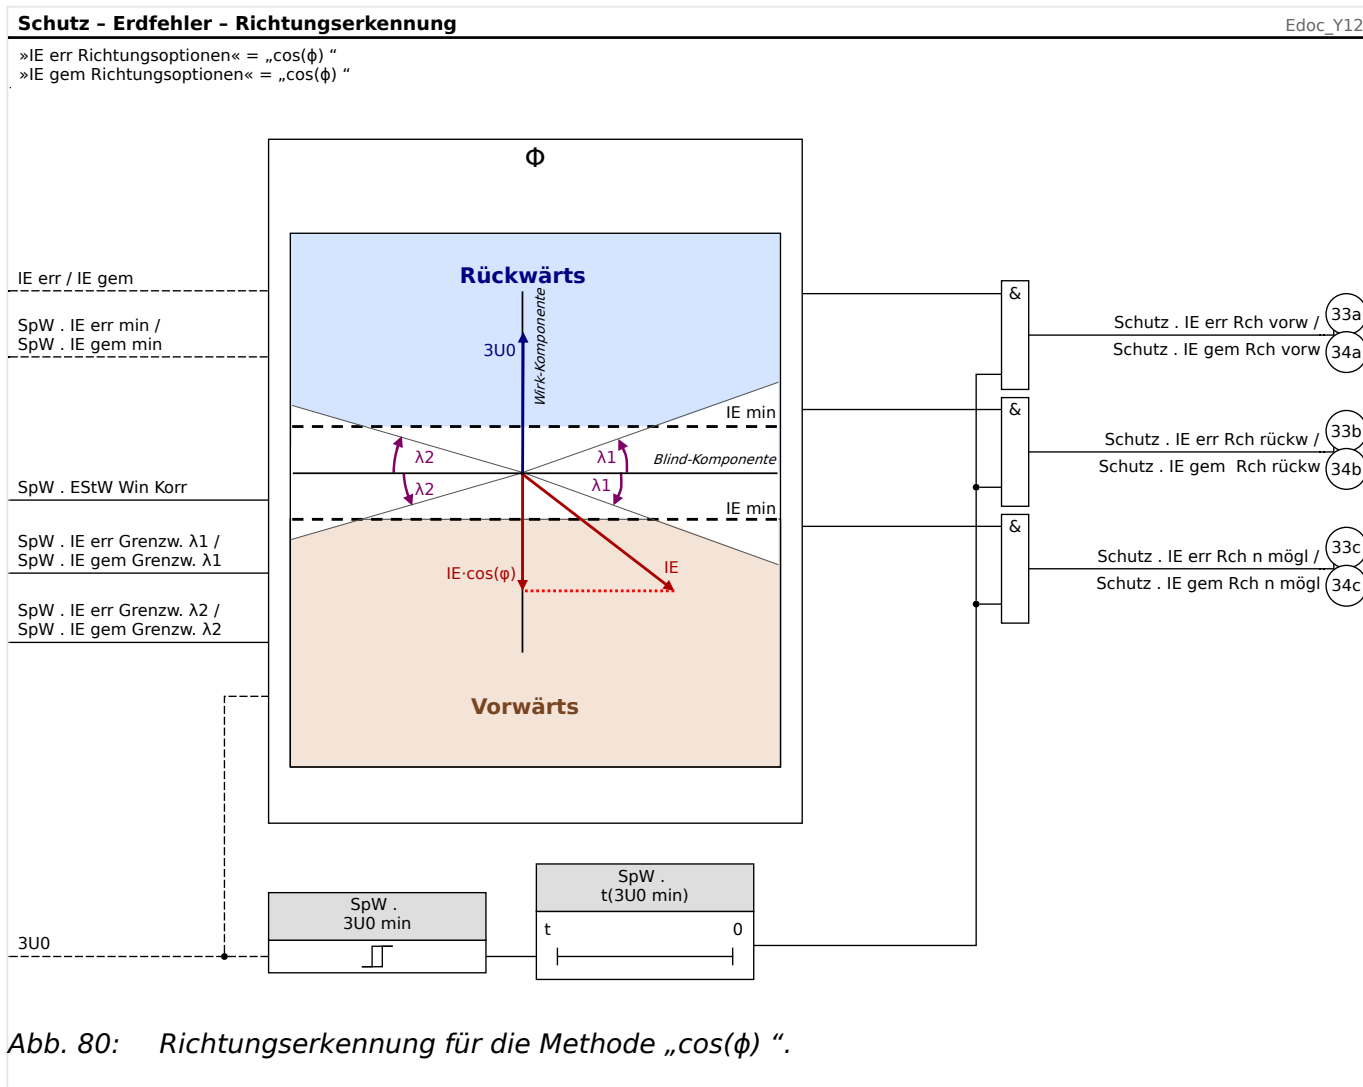 Schutz – Erdfehler – Richtungserkennung
Edoc_Y12
»IE err Richtungsoptionen« = „cos(ϕ) “
»IE gem Richtungsoptionen« = „cos(ϕ) “
Φ
Rückwärts
Wirk-Komponente
3U0
IE min
λ2
λ1
Blind-Komponente
λ2
λ1
IE min
IE·cos(φ)
IE
Vorwärts
IE err / IE gem
SpW . IE err min /
SpW . IE gem min
SpW . EStW Win Korr
SpW . IE err Grenzw. λ1 /
SpW . IE gem Grenzw. λ1
SpW . IE err Grenzw. λ2 /
SpW . IE gem Grenzw. λ2
3U0
SpW .
3U0 min
SpW .
t(3U0 min)
t 0
&
Schutz . IE err Rch vorw /
33a
Schutz . IE gem Rch vorw
34a
&
Schutz . IE err Rch rückw /
33b
Schutz . IE gem  Rch rückw
34b
&
Schutz . IE err Rch n mögl /
33c
Schutz . IE gem Rch n mögl
34c
Abb. 80: Richtungserkennung für die Methode „cos(ϕ) “.